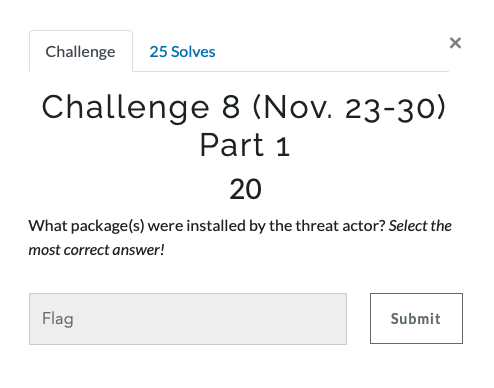 Challenge
25 Solves
×
Challenge 8 (Nov. 23-30)
Part 1
20
What package(s) were installed by the threat actor? Select the
most correct answer!
Flag
Submit